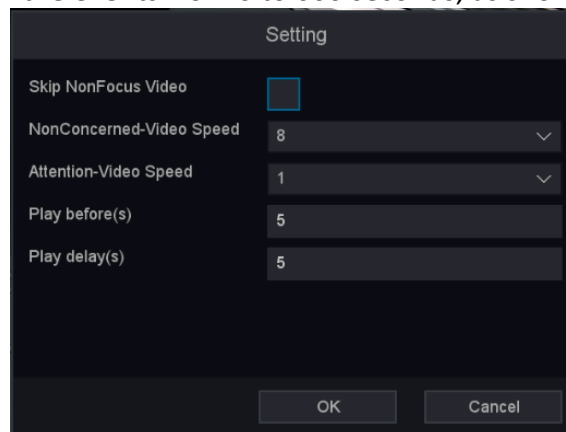 Setting
Skip NonFocus Video
NonConcerned-Video Speed 8
Attention-Video Speed 1
Play before(s) 5
Play delay(s) 5
OK Cancel